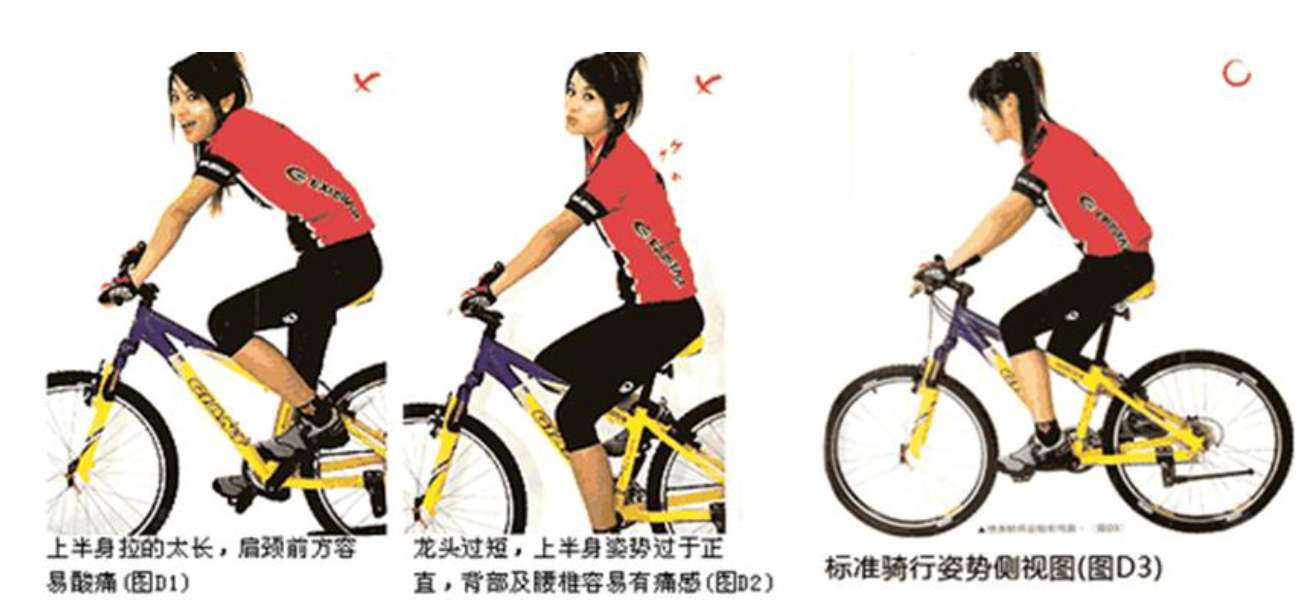 上半身拉的太长，肩颈前方容
易酸痛(图D1)
龙头过短，上半身姿势过于正
直，背部及腰椎容易有痛感(图D2)
标准骑行姿势侧视图(图D3)